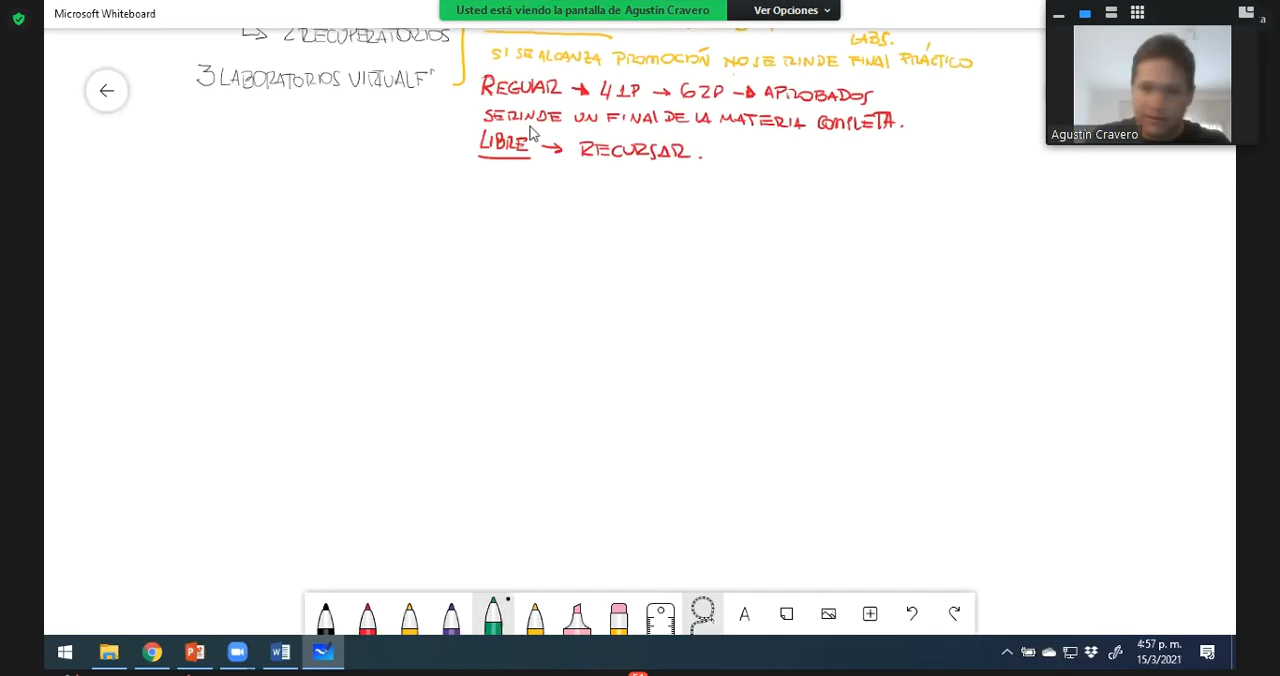 Microsoft Whiteboard
Usted está viendo la pantalla de Agustín Cravero
Ver Opciones
↳ 2 RECUPERATORIOS
3 LABORATORIOS VIRTUALE
LABS.
SI SE ALCANZA PROMOCIÓN NO SE RINDE FINAL PRÁCTICO
REGULAR → 4 1P → 6 2P → APROBADOS
SE RINDE UN FINAL DE LA MATERIA COMPLETA.
LIBRE → RECURSAR.
Agustín Cravero
A
4:57 p. m.
15/3/2021